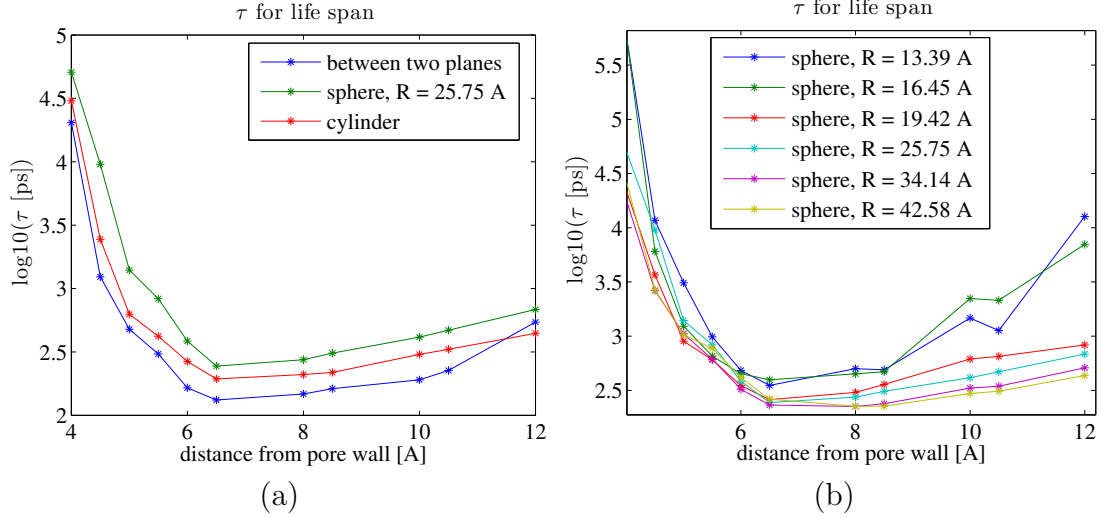 τ for life span
log10(τ [ps])
5
4.5
4
3.5
3
2.5
2
between two planes
sphere, R = 25.75 A
cylinder
4
6
8
10
12
distance from pore wall [A]
(a)
τ for life span
log10(τ [ps])
5.5
5
4.5
4
3.5
3
2.5
sphere, R = 13.39 A
sphere, R = 16.45 A
sphere, R = 19.42 A
sphere, R = 25.75 A
sphere, R = 34.14 A
sphere, R = 42.58 A
6
8
10
12
distance from pore wall [A]
(b)